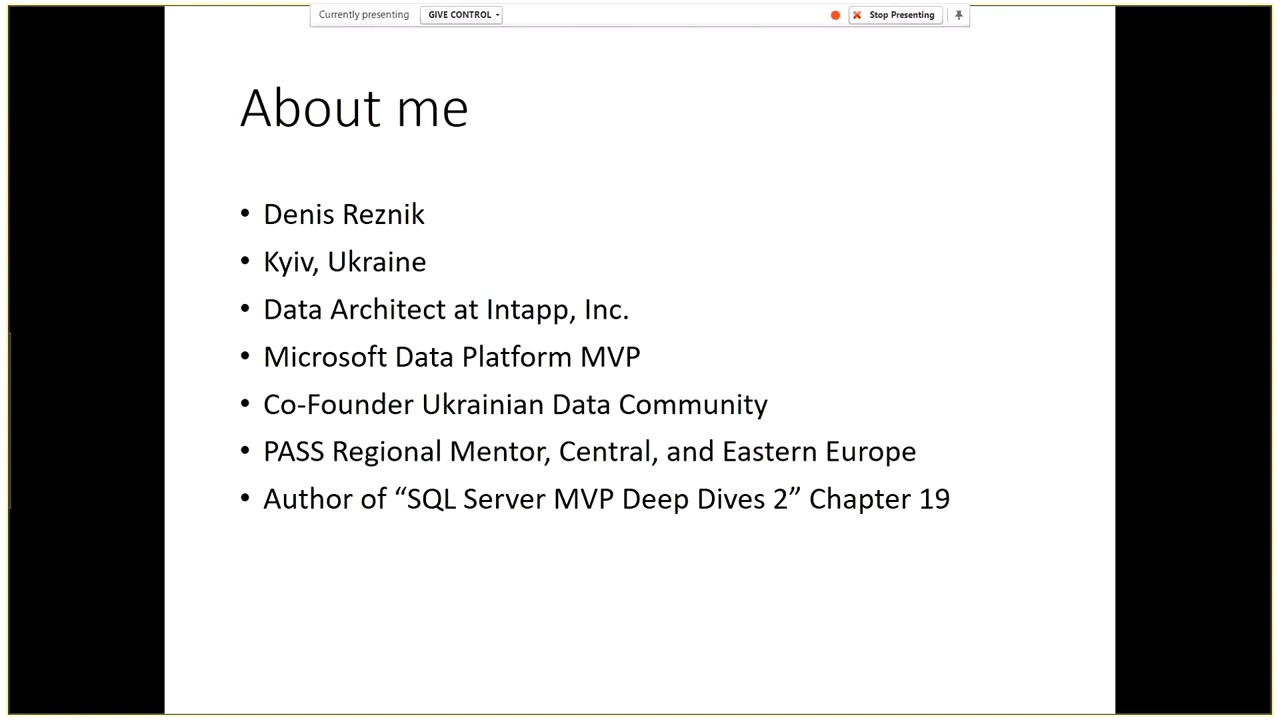 Currently presenting GIVE CONTROL Stop Presenting
About me
• Denis Reznik
• Kyiv, Ukraine
• Data Architect at Intapp, Inc.
• Microsoft Data Platform MVP
• Co-Founder Ukrainian Data Community
• PASS Regional Mentor, Central, and Eastern Europe
• Author of “SQL Server MVP Deep Dives 2” Chapter 19